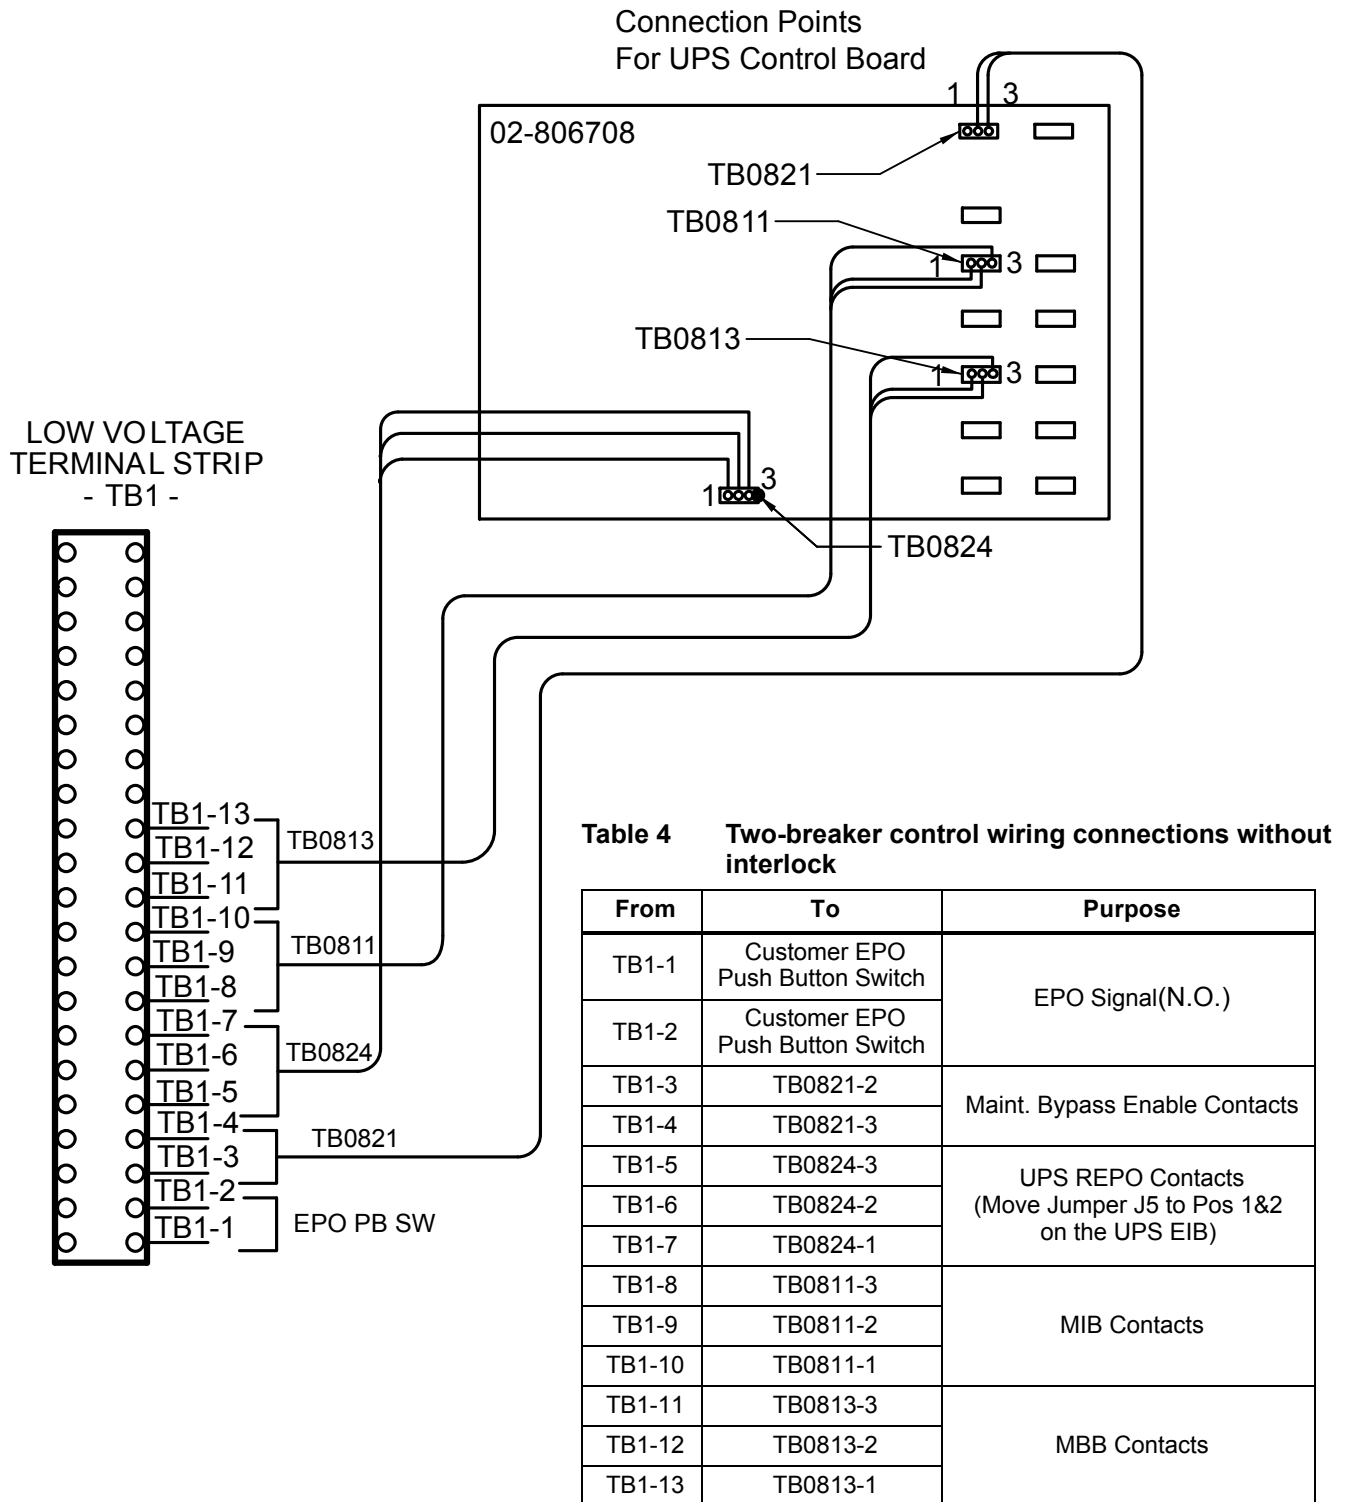 Connection Points
For UPS Control Board
1 3
02-806708
TB0821
TB0811
1 3
TB0813
1 3
LOW VOLTAGE
TERMINAL STRIP
- TB1 -
1 3
TB0824
TB1-13
TB1-12
TB1-11
TB0813
TB1-10
TB1-9
TB1-8
TB0811
TB1-7
TB1-6
TB1-5
TB0824
TB1-4
TB1-3
TB0821
TB1-2
TB1-1
EPO PB SW
Table 4 Two-breaker control wiring connections without
interlock
From To Purpose
TB1-1 Customer EPO
Push Button Switch
EPO Signal(N.O.)
TB1-2 Customer EPO
Push Button Switch
TB1-3 TB0821-2
Maint. Bypass Enable Contacts
TB1-4 TB0821-3
TB1-5 TB0824-3
UPS REPO Contacts
(Move Jumper J5 to Pos 1&2
on the UPS EIB)
TB1-6 TB0824-2
TB1-7 TB0824-1
TB1-8 TB0811-3
TB1-9 TB0811-2 MIB Contacts
TB1-10 TB0811-1
TB1-11 TB0813-3
TB1-12 TB0813-2 MBB Contacts
TB1-13 TB0813-1